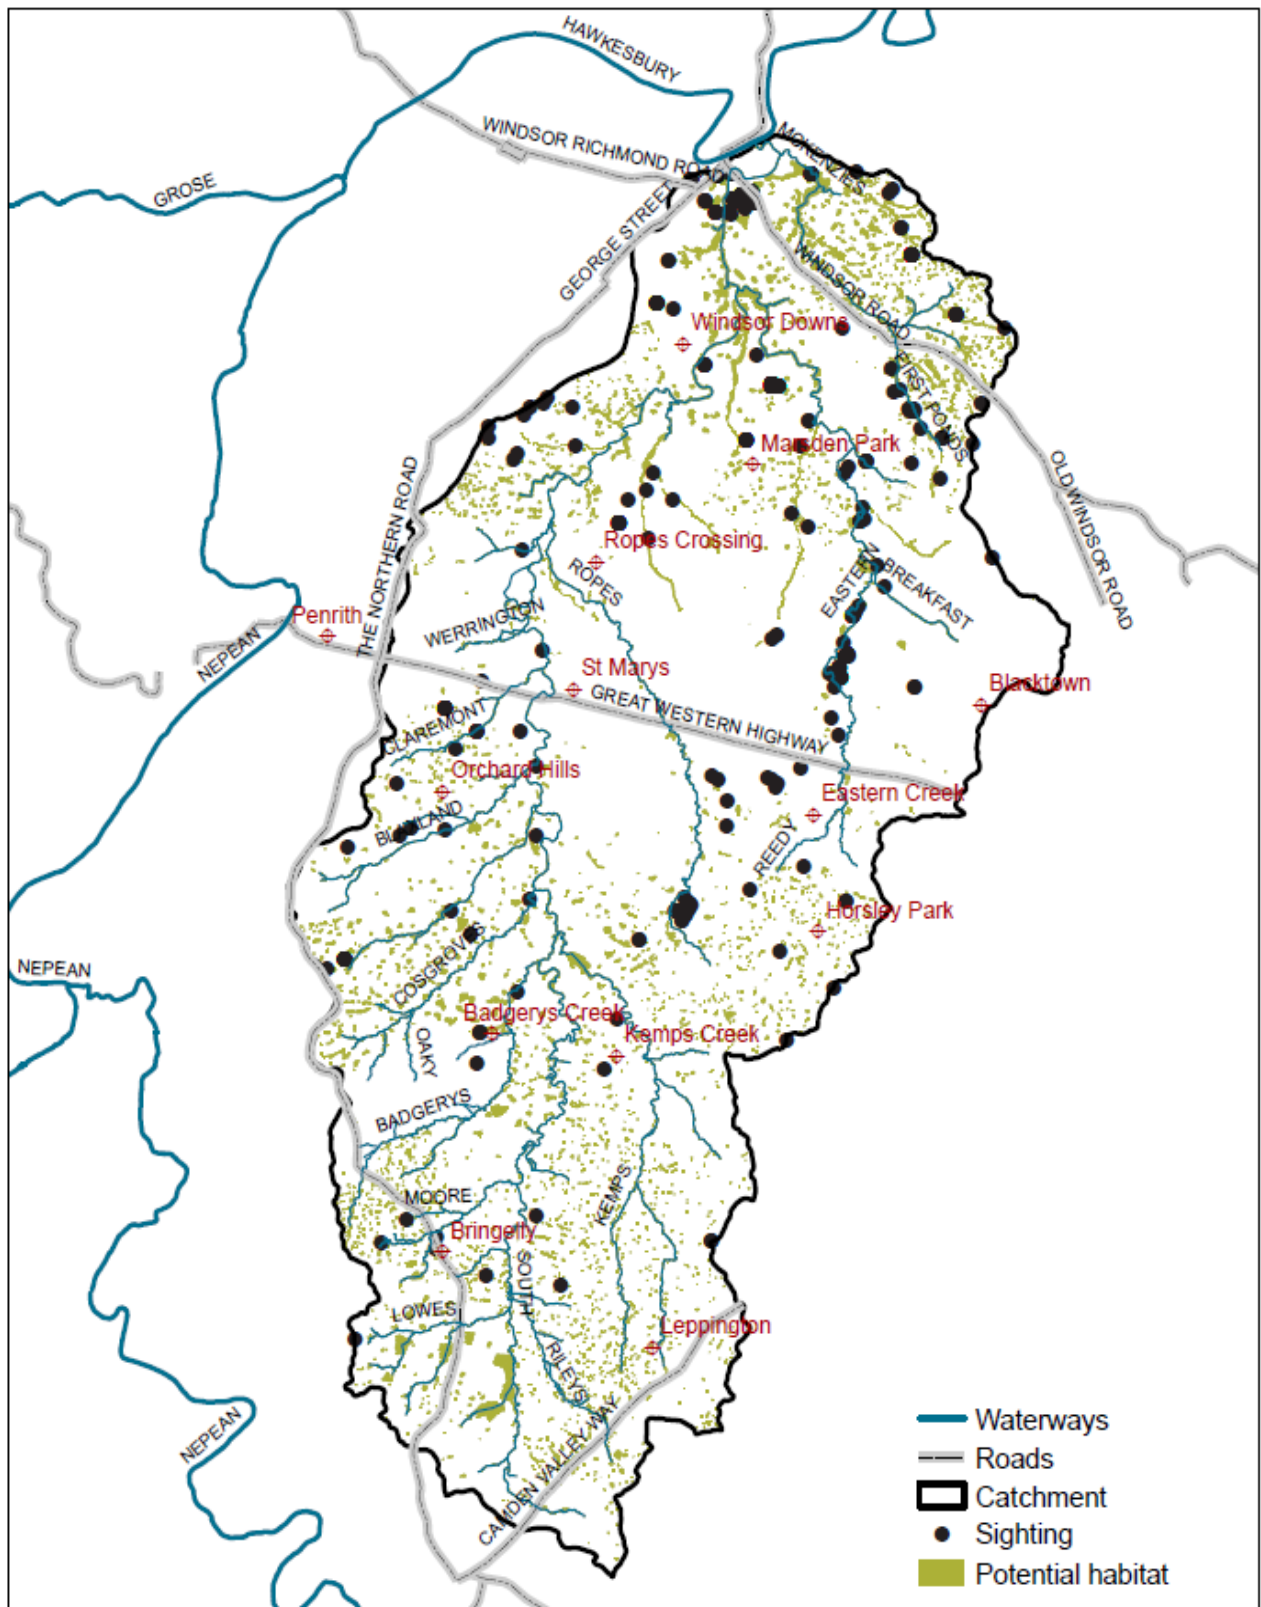 HAWKESBURY
WINDSOR RICHMOND ROAD
MCKENZIES
GROSE
GEORGE STREET
WINDSOR ROAD
Windsor Downs
FIRST PONDS
Marsden Park
OLD WINDSOR ROAD
THE NORTHERN ROAD
Ropes Crossing
ROPES
EASTERN
BREAKFAST
WERRINGTON
Penrith
NEPEAN
St Marys
GREAT WESTERN HIGHWAY
Blacktown
CLAREMONT
Orchard Hills
Eastern Creek
BLAXLAND
REEDY
Horsley Park
COSGROVES
NEPEAN
Badgerys Creek
Kemps Creek
OAKY
BADGERYS
KEMPS
MOORE
Bringelly
SOUTH
LOWES
Leppington
RILEYS
NEPEAN
CAMDEN VALLEY WAY
Waterways
Roads
Catchment
Sighting
Potential habitat